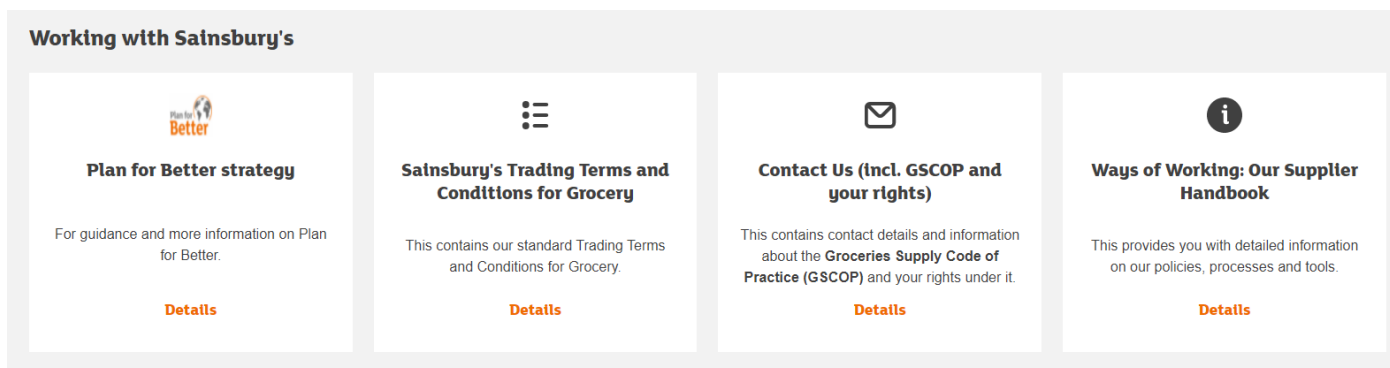 Working with Sainsbury's
Plan for
Better
Plan for Better strategy
For guidance and more information on Plan
for Better.
Details
Sainsbury's Trading Terms and
Conditions for Grocery
This contains our standard Trading Terms
and Conditions for Grocery.
Details
Contact Us (incl. GSCOP and
your rights)
This contains contact details and information
about the Groceries Supply Code of
Practice (GSCOP) and your rights under it.
Details
Ways of Working: Our Supplier
Handbook
This provides you with detailed information
on our policies, processes and tools.
Details